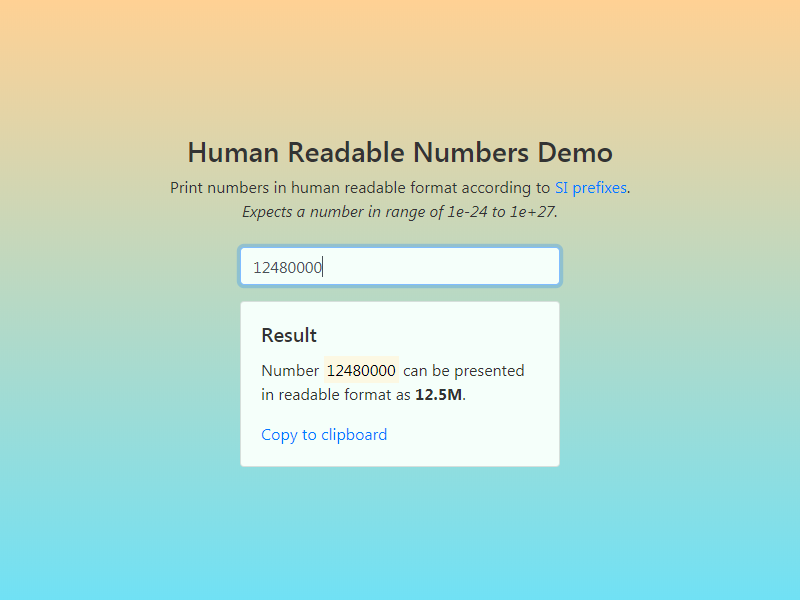 Human Readable Numbers Demo
Print numbers in human readable format according to SI prefixes.
Expects a number in range of 1e-24 to 1e+27.
12480000
Result
Number 12480000 can be presented
in readable format as 12.5M.
Copy to clipboard